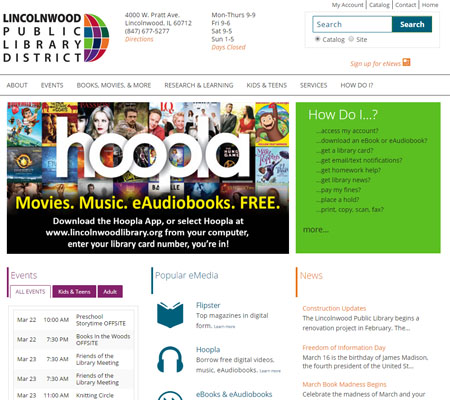 My Account | Catalog | Contact | Home
LINCOLNWOOD
PUBLIC
LIBRARY
DISTRICT
4000 W. Pratt Ave.
Lincolnwood, IL 60712
(847) 677-5277
Directions
Mon-Thurs 9-9
Fri 9-6
Sat 9-5
Sun 1-5
Days Closed
Search
Search
Catalog
Site
Sign up for eNews
ABOUT
EVENTS
BOOKS, MOVIES, & MORE
RESEARCH & LEARNING
KIDS & TEENS
SERVICES
HOW DO I?
hoopla
Movies. Music. eAudiobooks. FREE.
Download the Hoopla App, or select Hoopla at
www.lincolnwoodlibrary.org from your computer,
enter your library card number, you're in!
How Do I...?
...access my account?
...download an eBook or eAudiobook?
...get a library card?
...get email/text notifications?
...get homework help?
...get library news?
...pay my fines?
...place a hold?
...print, copy, scan, fax?
more...
Events
ALL EVENTS
Kids & Teens
Adult
Mar 22 10:00 AM Preschool
Storytime OFFSITE
Mar 22 7:30 PM Books in the Woods
OFFSITE
Mar 23 7:30 PM Friends of the
Library Meeting
Mar 23 7:30 PM Friends of the
Library Meeting
Mar 23 11:00 AM Knitting Circle
Popular eMedia
Flipster
Top magazines in digital
form. Learn more
Hoopla
Borrow free digital videos,
music, eAudiobooks. Learn more
eBooks & eAudiobooks
News
Construction Updates
The Lincolnwood Public Library begins a
renovation project in February. The...
Freedom of Information Day
March 16 is the birthday of James Madison,
the fourth president of the United St...
March Book Madness Begins
Celebrate the madness of March and your